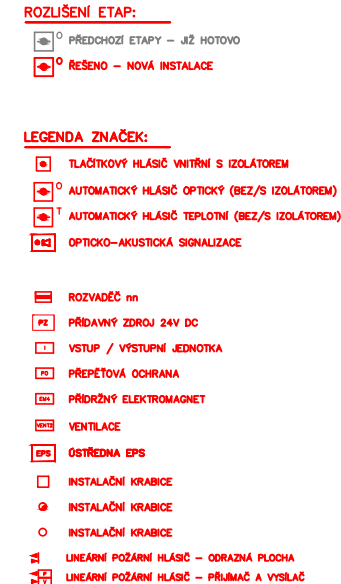 ROZLIŠENÍ ETAP:
O PŘEDCHOZÍ ETAPY – JIŽ HOTOVO
O ŘEŠENO – NOVÁ INSTALACE
LEGENDA ZNAČEK:
TLAČÍTKOVÝ HLÁSIČ VNITŘNÍ S IZOLÁTOREM
O AUTOMATICKÝ HLÁSIČ OPTICKÝ (BEZ/S IZOLÁTOREM)
T AUTOMATICKÝ HLÁSIČ TEPLOTNÍ (BEZ/S IZOLÁTOREM)
OPTICKO–AKUSTICKÁ SIGNALIZACE
ROZVADĚČ nn
PZ PŘÍDAVNÝ ZDROJ 24V DC
I VSTUP / VÝSTUPNÍ JEDNOTKA
PO PŘEPĚŤOVÁ OCHRANA
EM4 PŘÍDRŽNÝ ELEKTROMAGNET
VENTZ VENTILACE
EPS ÚSTŘEDNA EPS
INSTALAČNÍ KRABICE
INSTALAČNÍ KRABICE
INSTALAČNÍ KRABICE
LINEÁRNÍ POŽÁRNÍ HLÁSIČ – ODRAZNÁ PLOCHA
P V LINEÁRNÍ POŽÁRNÍ HLÁSIČ – PŘIJÍMAČ A VYSÍLAČ